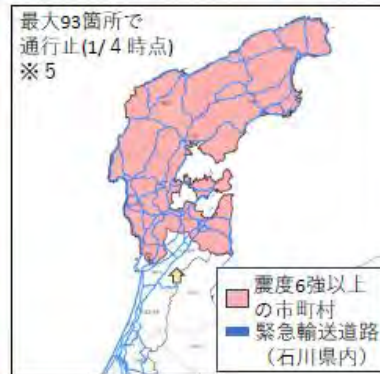 最大93箇所で
通行止(1/４時点)
※５
震度6強以上
の市町村
緊急輸送道路
（石川県内）